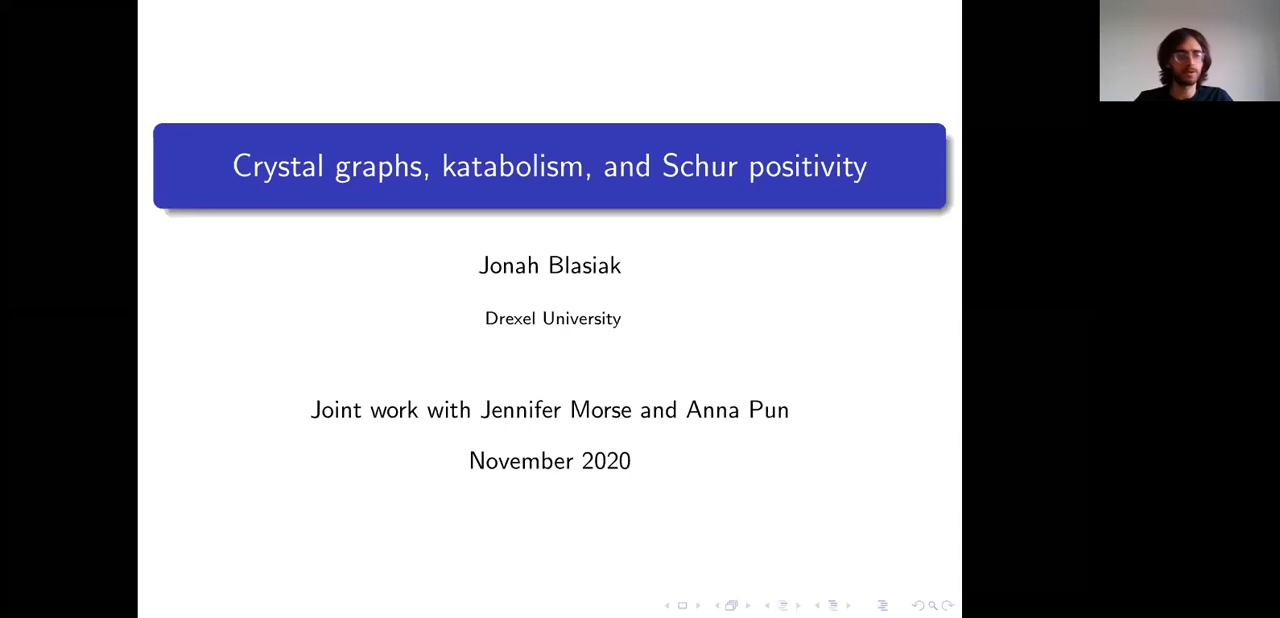 Crystal graphs, katabolism, and Schur positivity
Jonah Blasiak
Drexel University
Joint work with Jennifer Morse and Anna Pun
November 2020